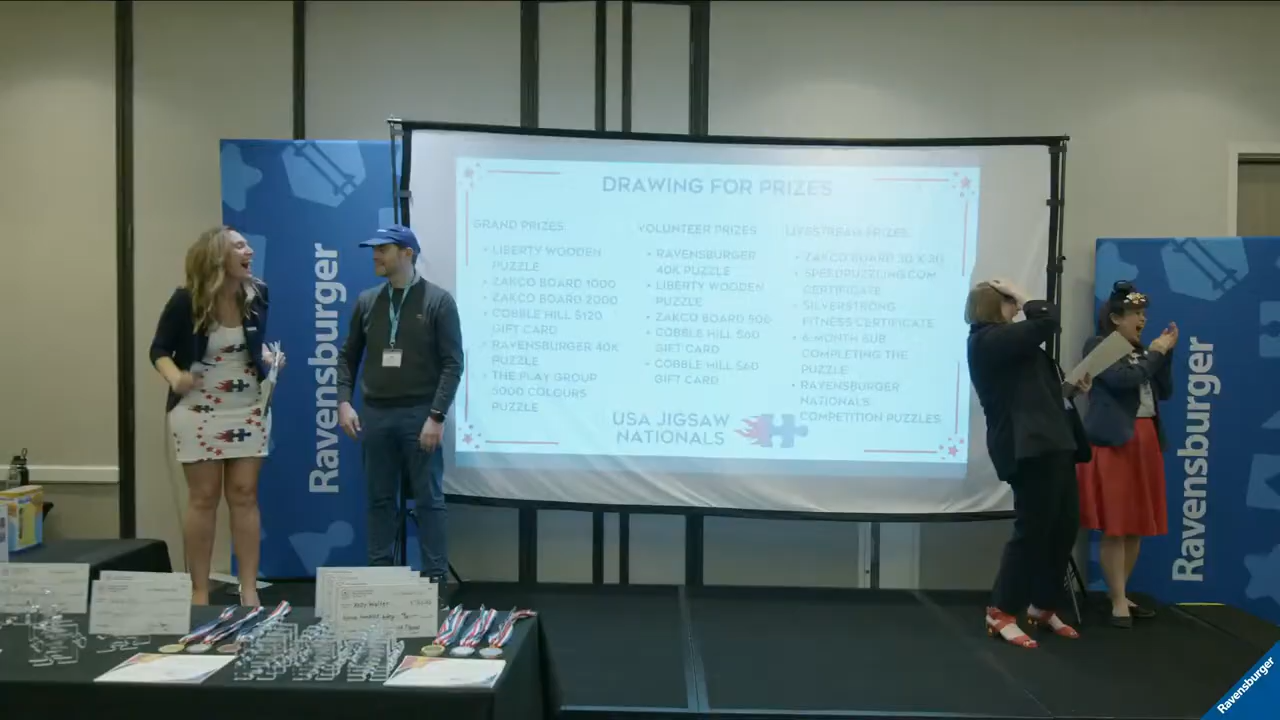 DRAWING FOR PRIZES
GRAND PRIZES:
LIBERTY WOODEN
PUZZLE
ZAKCO BOARD 1000
ZAKCO BOARD 2000
COBBLE HILL $120
GIFT CARD
RAVENSBURGER 40K
PUZZLE
THE PLAY GROUP
5000 COLOURS
PUZZLE
VOLUNTEER PRIZES
RAVENSBURGER
40K PUZZLE
LIBERTY WOODEN
PUZZLE
ZAKCO BOARD 500
COBBLE HILL $60
GIFT CARD
COBBLE HILL $60
GIFT CARD
LIVESTREAM PRIZES:
ZAKCO BOARD 30 X 30
SPEEDPUZZLING.COM
CERTIFICATE
SILVERSTRONG
FITNESS CERTIFICATE
6-MONTH SUB
COMPLETING THE
PUZZLE
RAVENSBURGER
NATIONALS
COMPETITION PUZZLES
USA JIGSAW
NATIONALS
Ravensburger
Ravensburger
Ravensburger